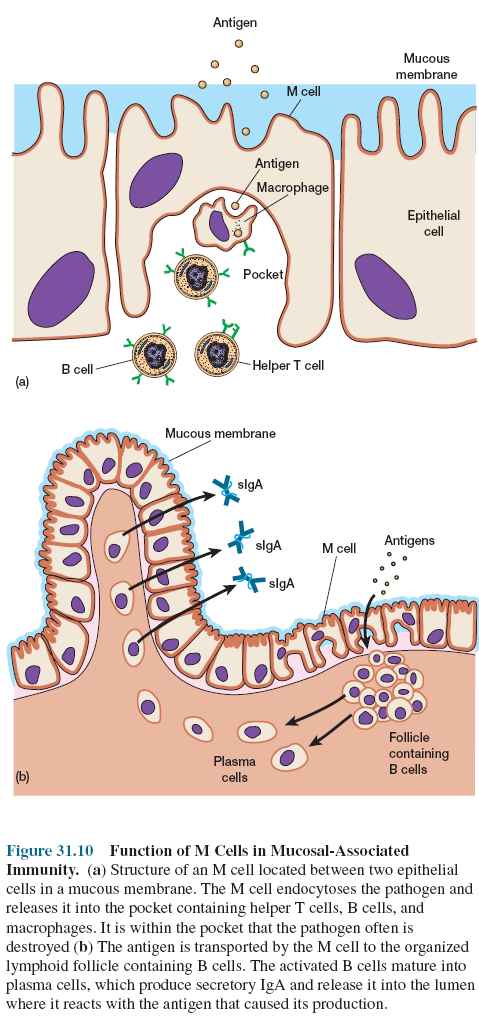 Antigen
Mucous
membrane
M cell
Antigen
Macrophage
Epithelial
cell
Pocket
B cell
Helper T cell
(a)
Mucous membrane
sIgA
sIgA
sIgA
M cell
Antigens
Plasma
cells
Follicle
containing
B cells
(b)
Figure 31.10 Function of M Cells in Mucosal-Associated
Immunity. (a) Structure of an M cell located between two epithelial
cells in a mucous membrane. The M cell endocytoses the pathogen and
releases it into the pocket containing helper T cells, B cells, and
macrophages. It is within the pocket that the pathogen often is
destroyed (b) The antigen is transported by the M cell to the organized
lymphoid follicle containing B cells. The activated B cells mature into
plasma cells, which produce secretory IgA and release it into the lumen
where it reacts with the antigen that caused its production.